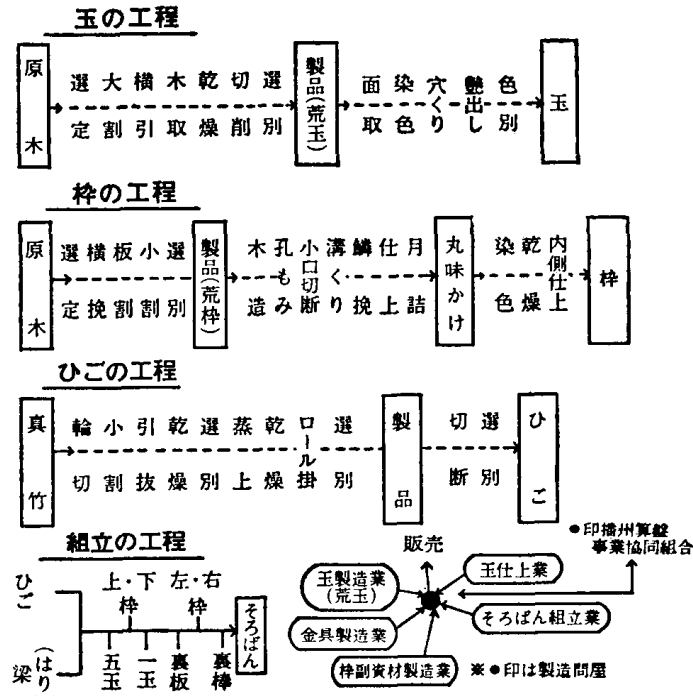 玉の工程
原木
選定
大割
横引
木取
乾燥
切削
選別
製品(荒玉)
面取
染色
穴くり
艶出し
色別
玉
枠の工程
原木
選定
横挽
板割
小割
選別
製品(荒枠)
木造
孔もみ
小口切断
溝くり
鱗挽
仕上
月詰
丸味かけ
染色
乾燥
内側仕上
枠
ひごの工程
真竹
輪切
小割
引抜
乾燥
選別
蒸上
乾燥
ロール掛
選別
製品
切断
選別
ひご
組立の工程
ひご
梁(はり)
上・下枠
左・右枠
五玉
一玉
裏板
裏棒
そろばん
販売
●印播州算盤
事業協同組合
玉製造業
(荒玉)
玉仕上業
金具製造業
そろばん組立業
枠副資材製造業
※●印は製造問屋